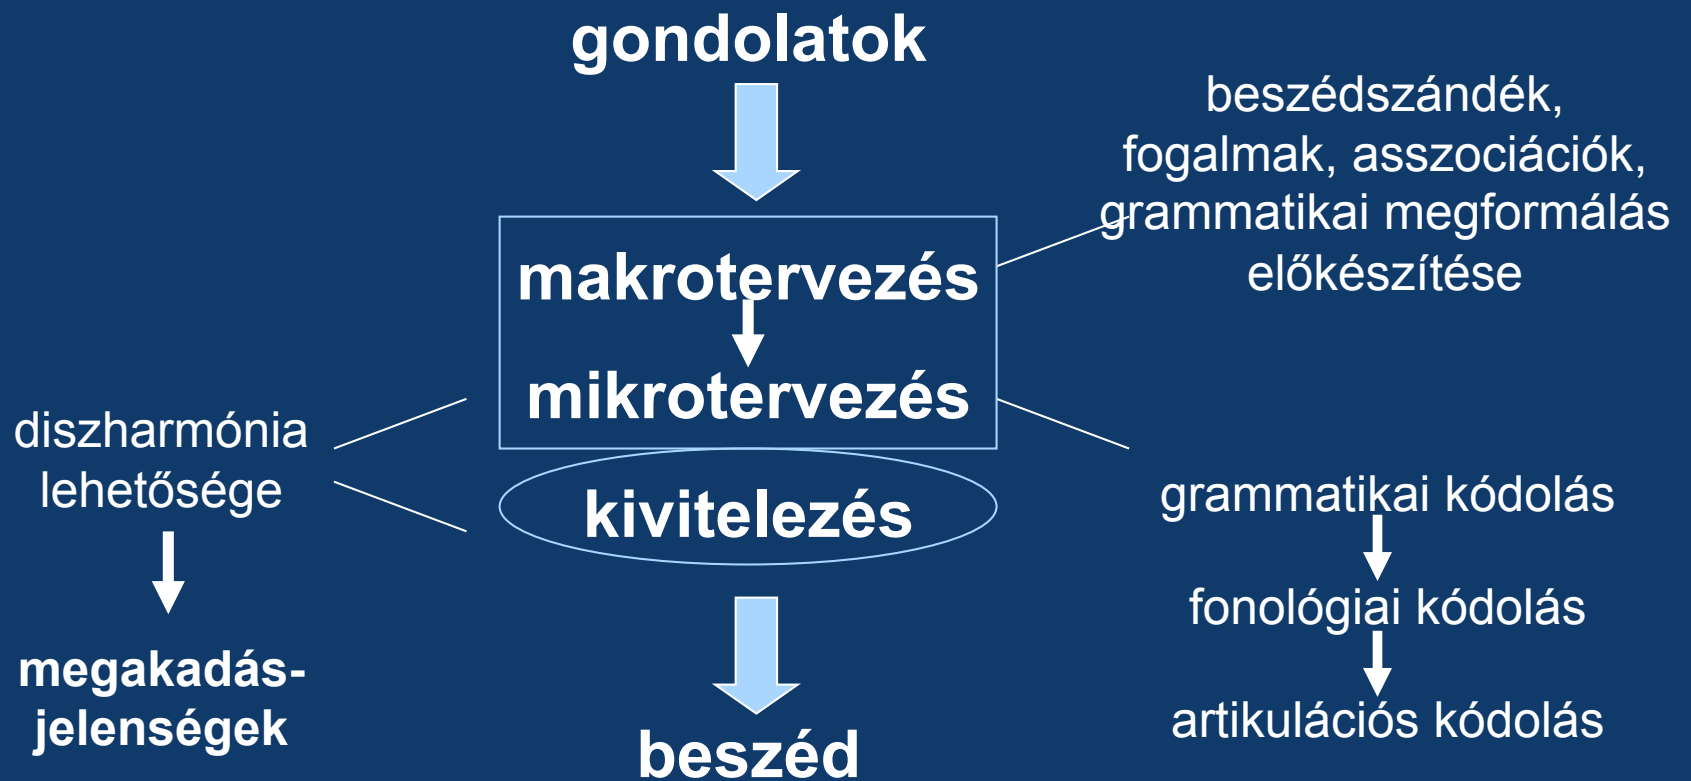 gondolatok
beszédszándék,
fogalmak, asszociációk,
grammatikai megformálás
előkészítése
makrotervezés
mikrotervezés
diszharmónia
lehetősége
kivitelezés
grammatikai kódolás
fonológiai kódolás
megakadás-
jelenségek
artikulációs kódolás
beszéd